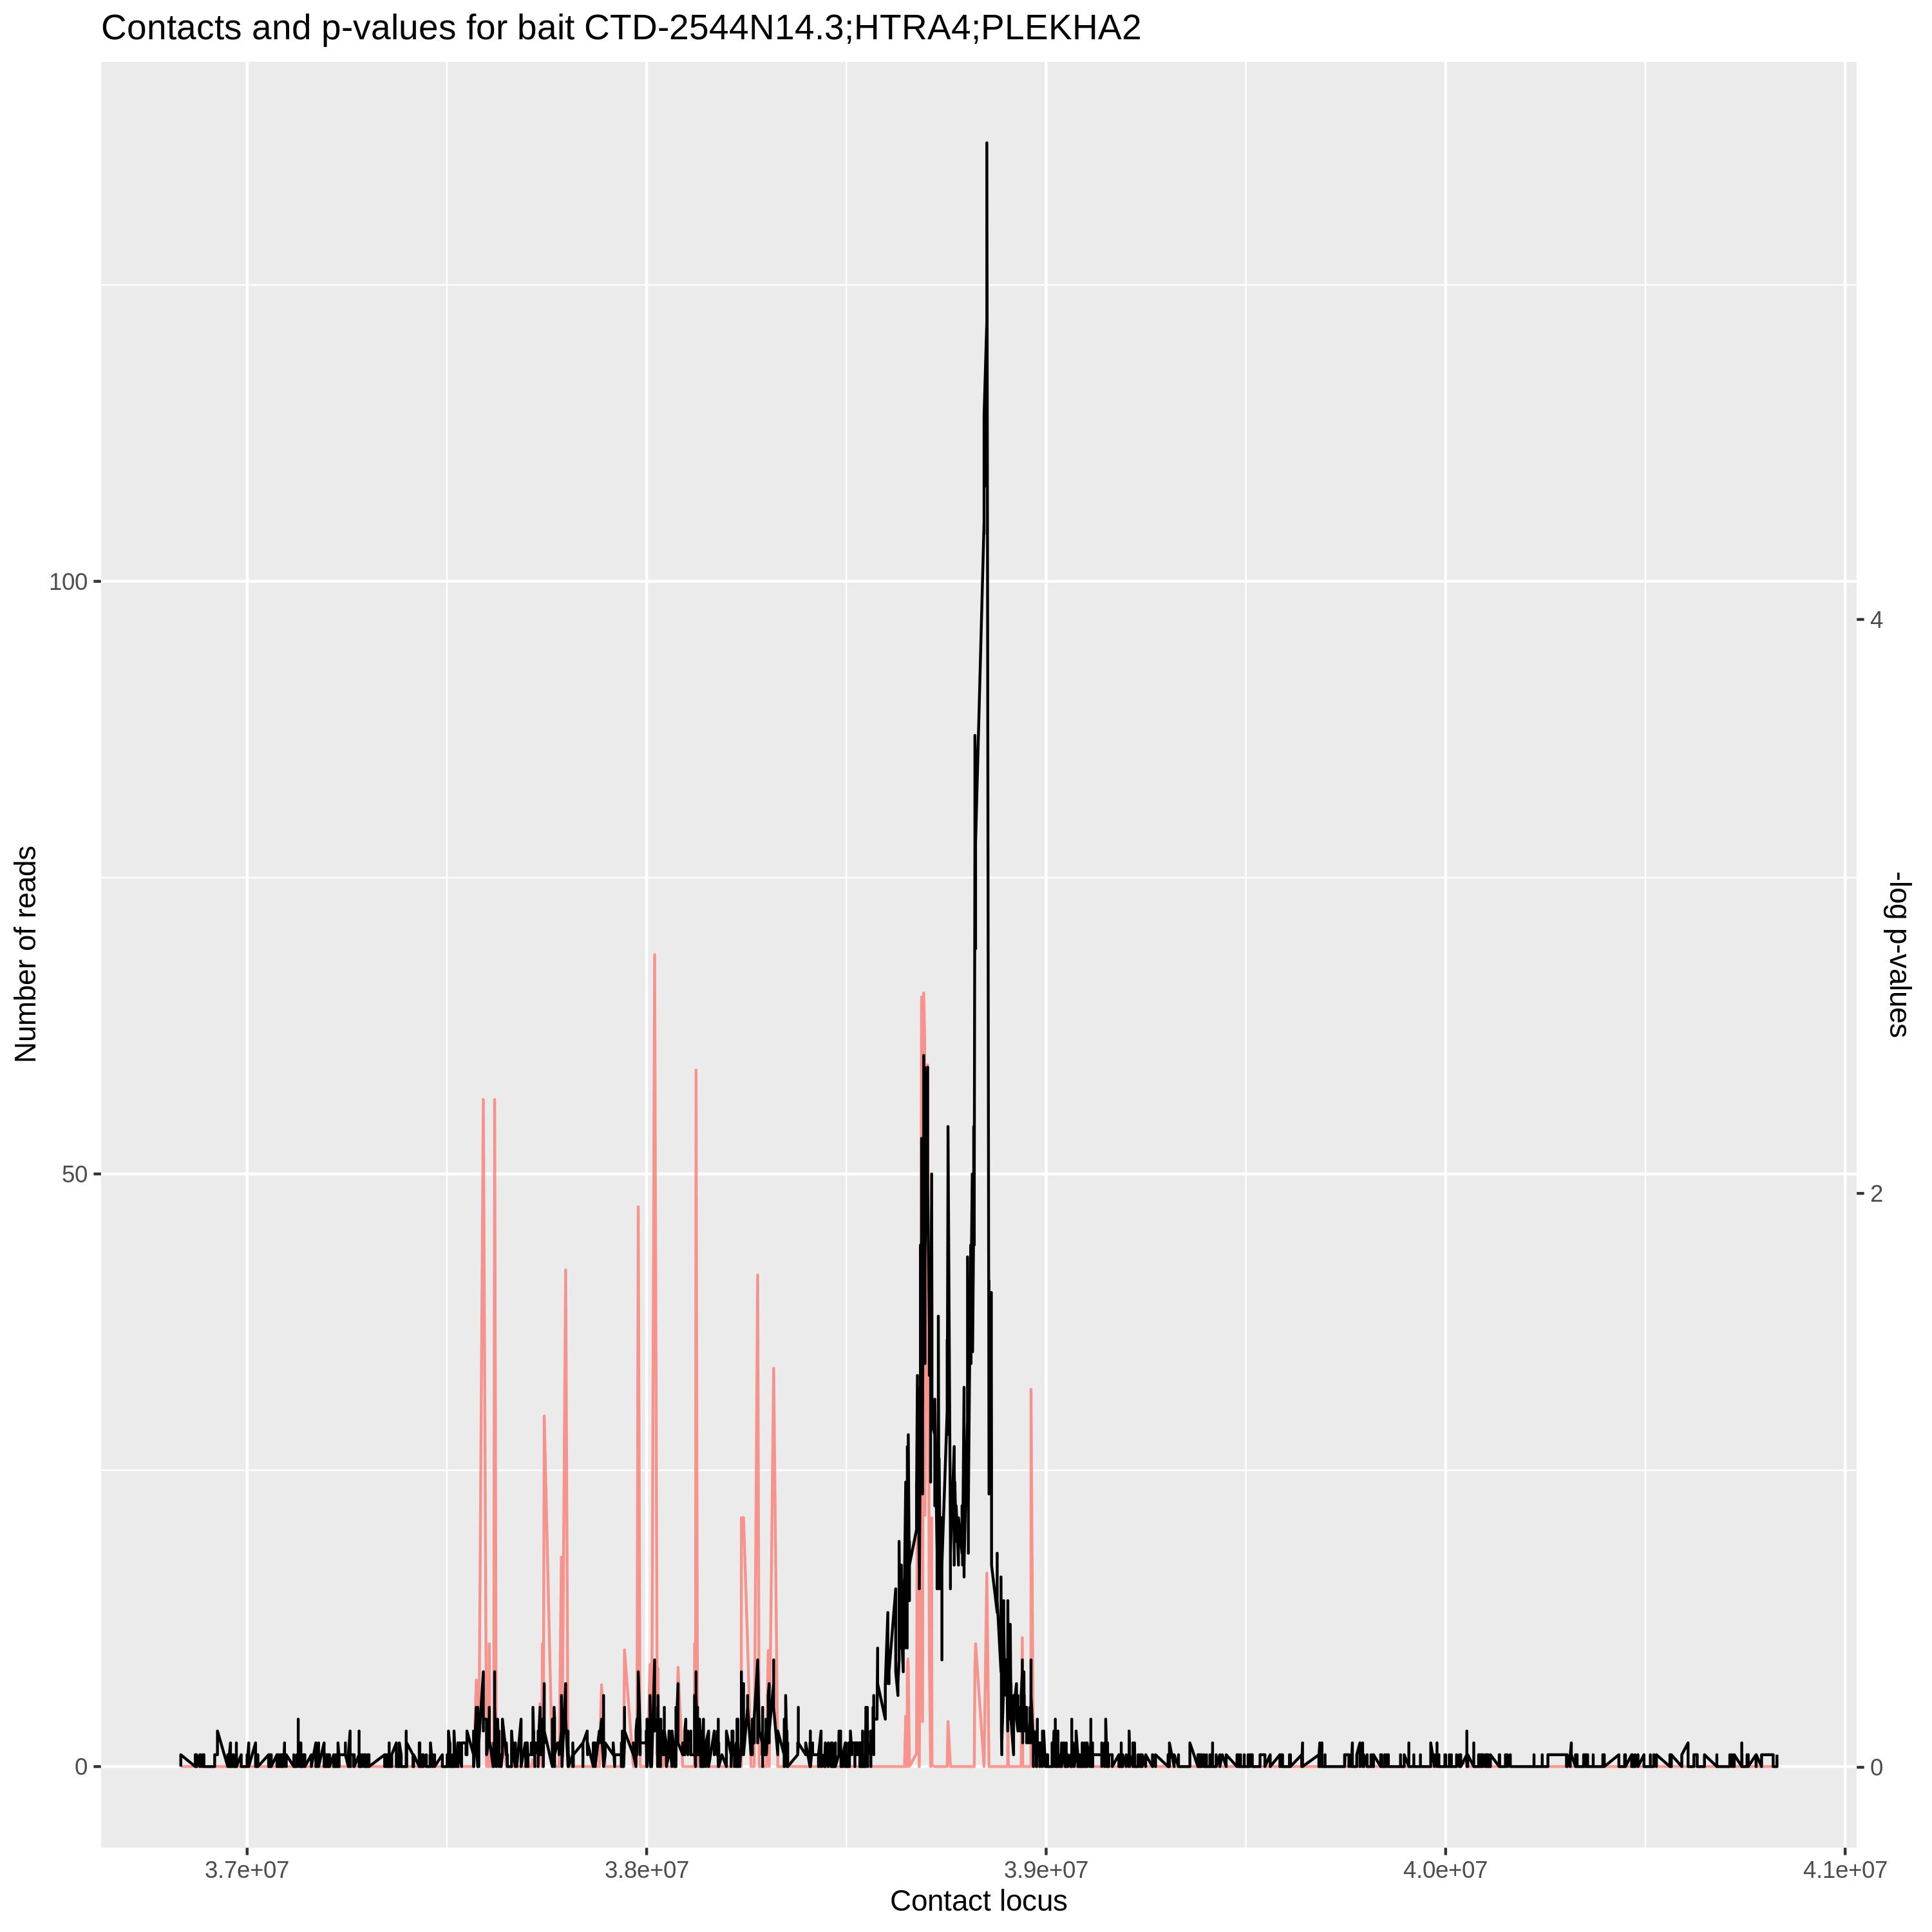 Contacts and p-values for bait CTD-2544N14.3;HTRA4;PLEKHA2
Number of reads
100
50
0
4
2
0
-log p-values
3.7e+07
3.8e+07
3.9e+07
4.0e+07
4.1e+07
Contact locus